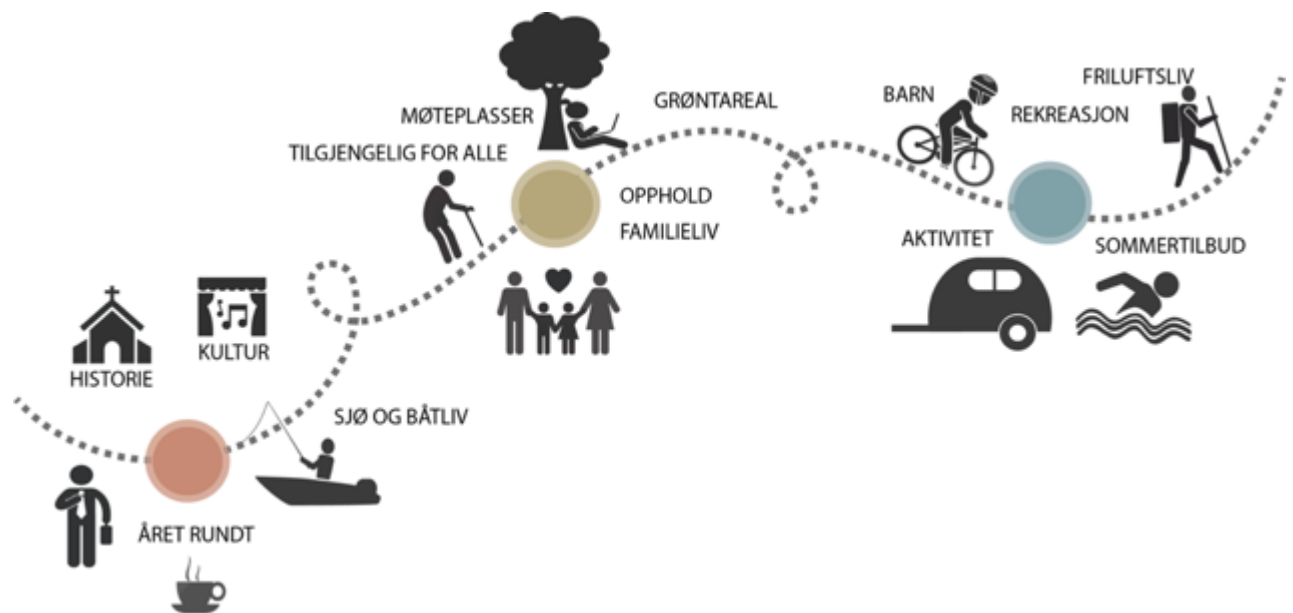 HISTORIE
KULTUR
SJØ OG BÅTLIV
ÅRET RUNDT
MØTEPLASSER
TILGJENGELIG FOR ALLE
GRØNTAREAL
OPPHOLD
FAMILIELIV
BARN
REKREASJON
FRILUFTSLIV
AKTIVITET
SOMMERTILBUD